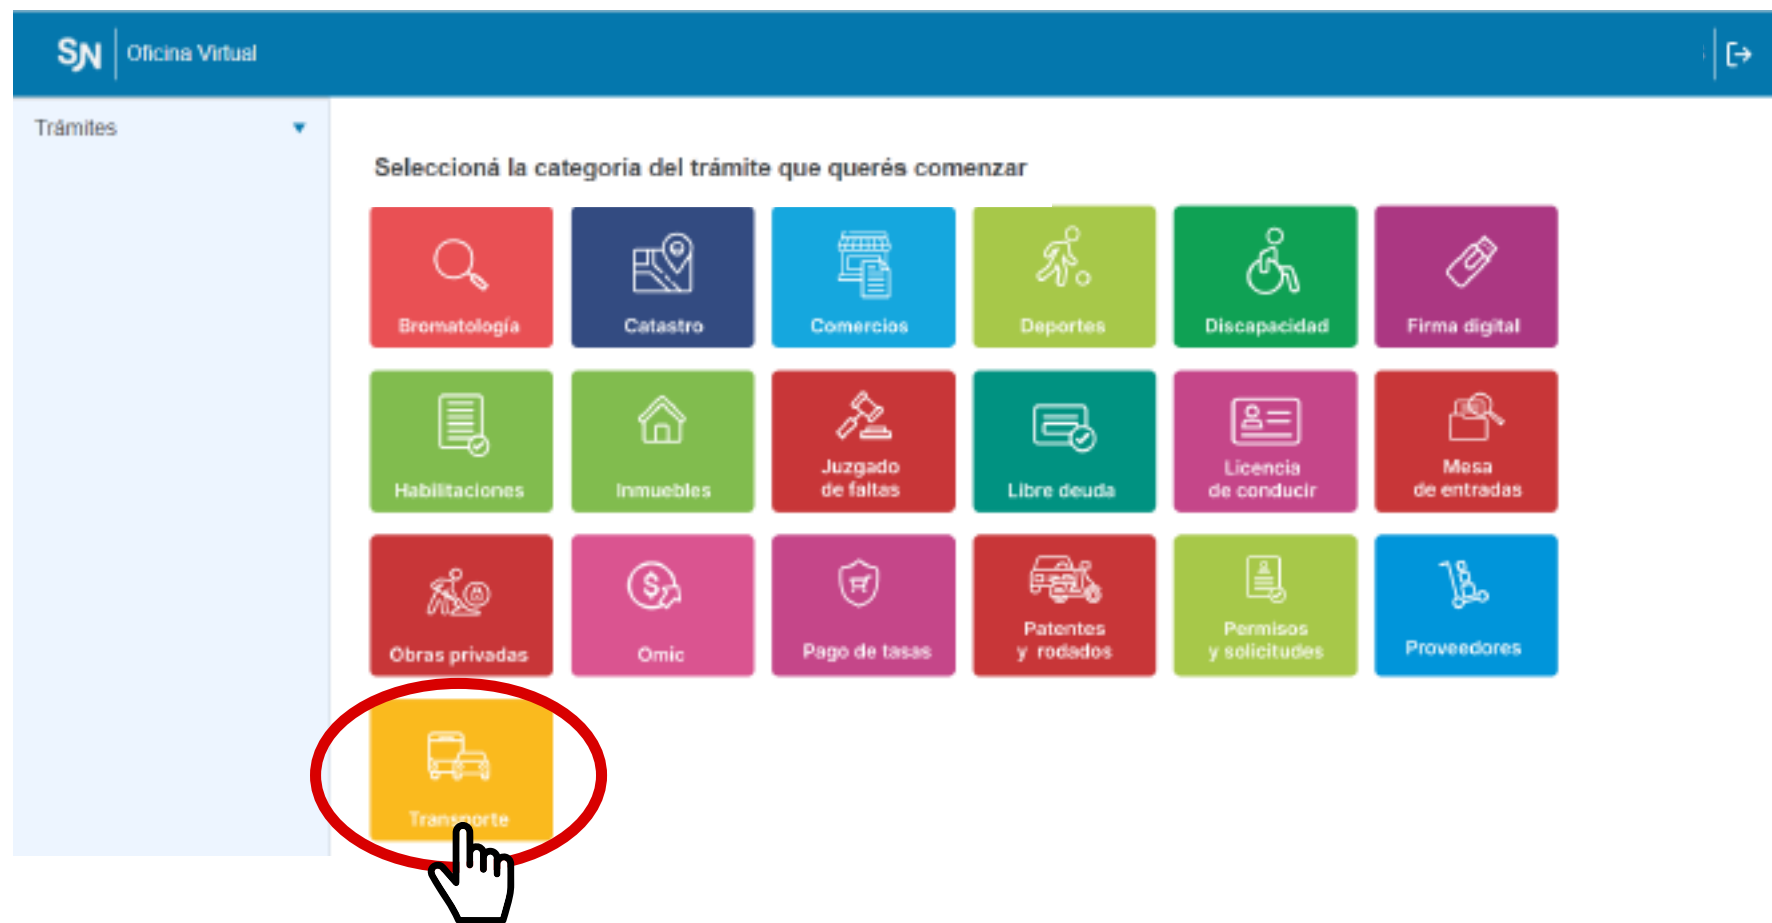 SN Oficina Virtual
Trámites
Seleccioná la categoria del trámite que querés comenzar
Bromatología
Catastro
Comercios
Deportes
Discapacidad
Firma digital
Habilitaciones
Inmuebles
Juzgado
de faltas
Libre deuda
Licencia
de conducir
Mesa
de entradas
Obras privadas
Omic
Pago de tasas
Patentes
y rodados
Permisos
y solicitudes
Proveedores
Transporte